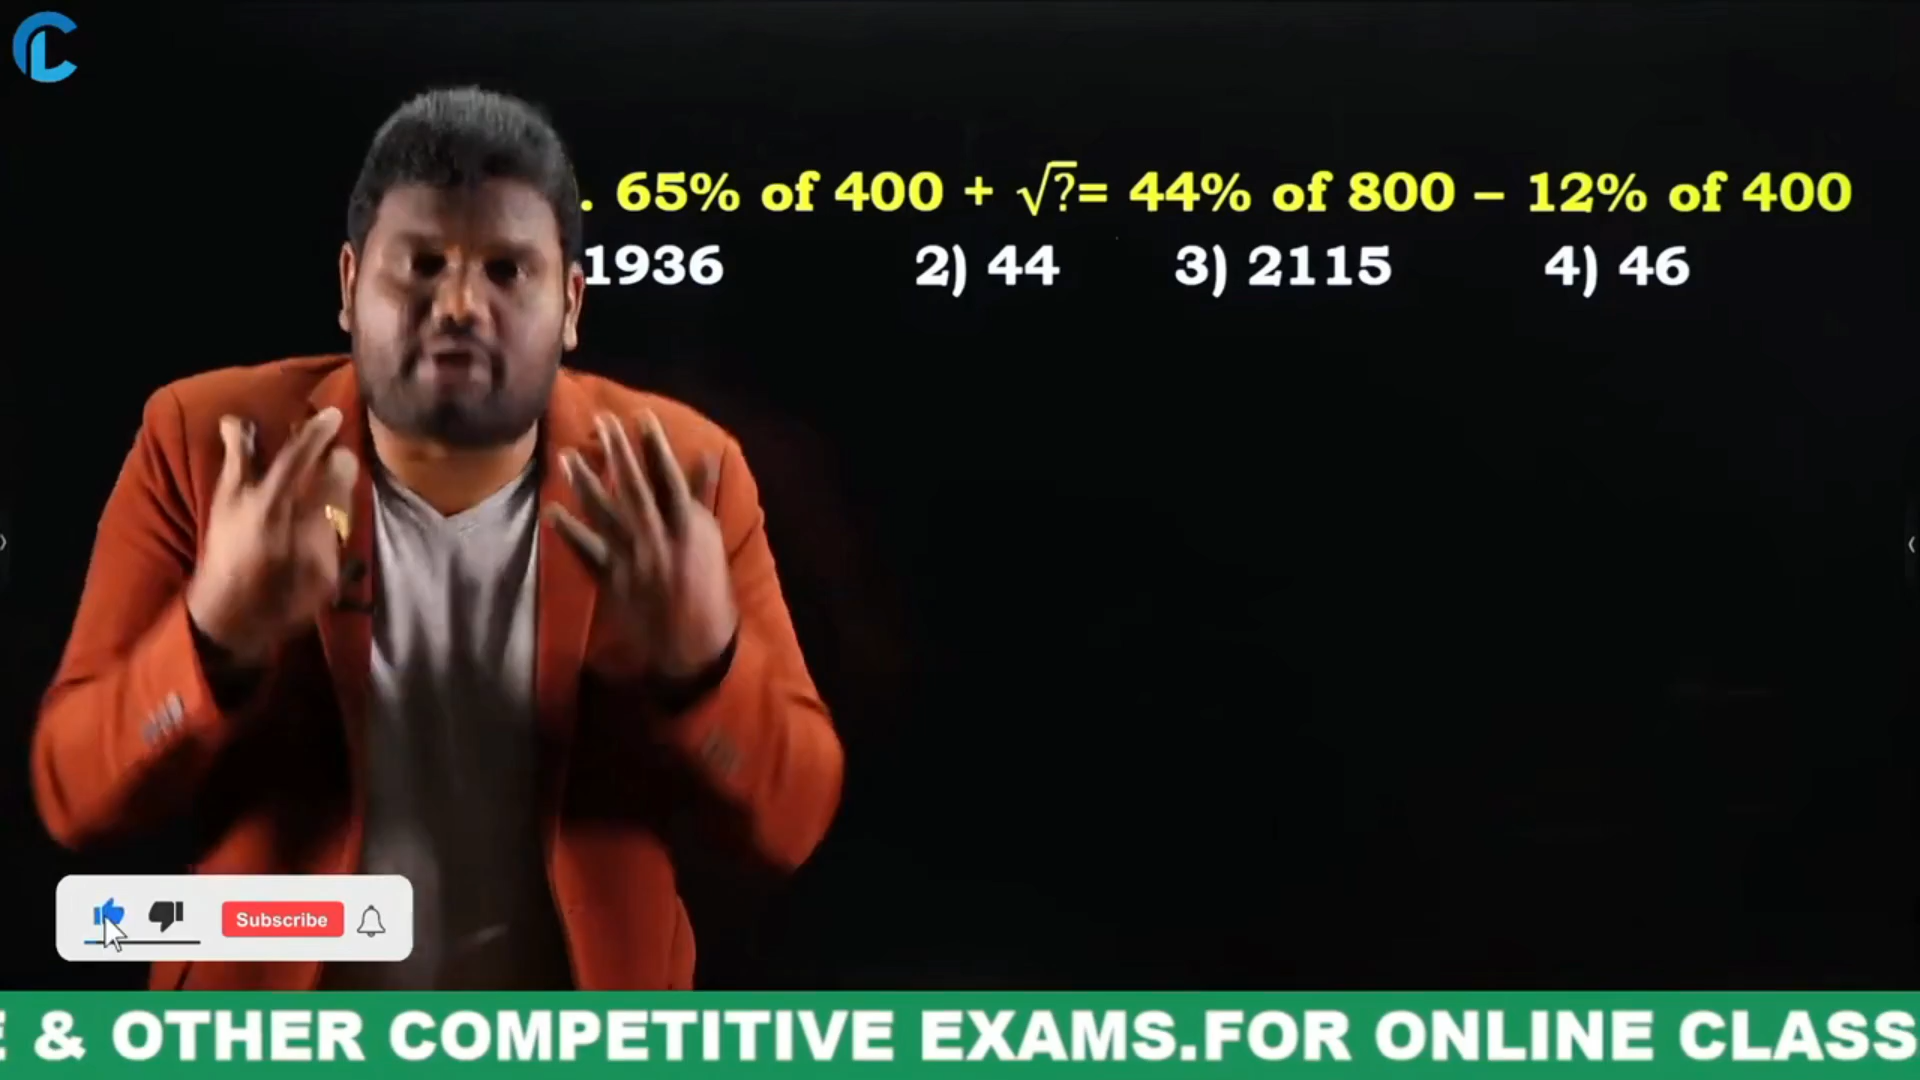 . 65% of 400 + √?= 44% of 800 – 12% of 400
1936 2) 44 3) 2115 4) 46
Subscribe
& OTHER COMPETITIVE EXAMS.FOR ONLINE CLASS